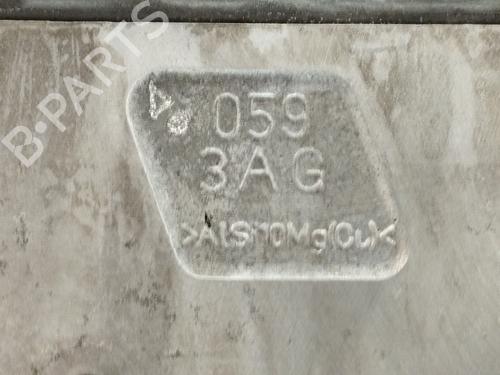 B-PARTS
059
3AG
>AlSi10Mg(Cu)<